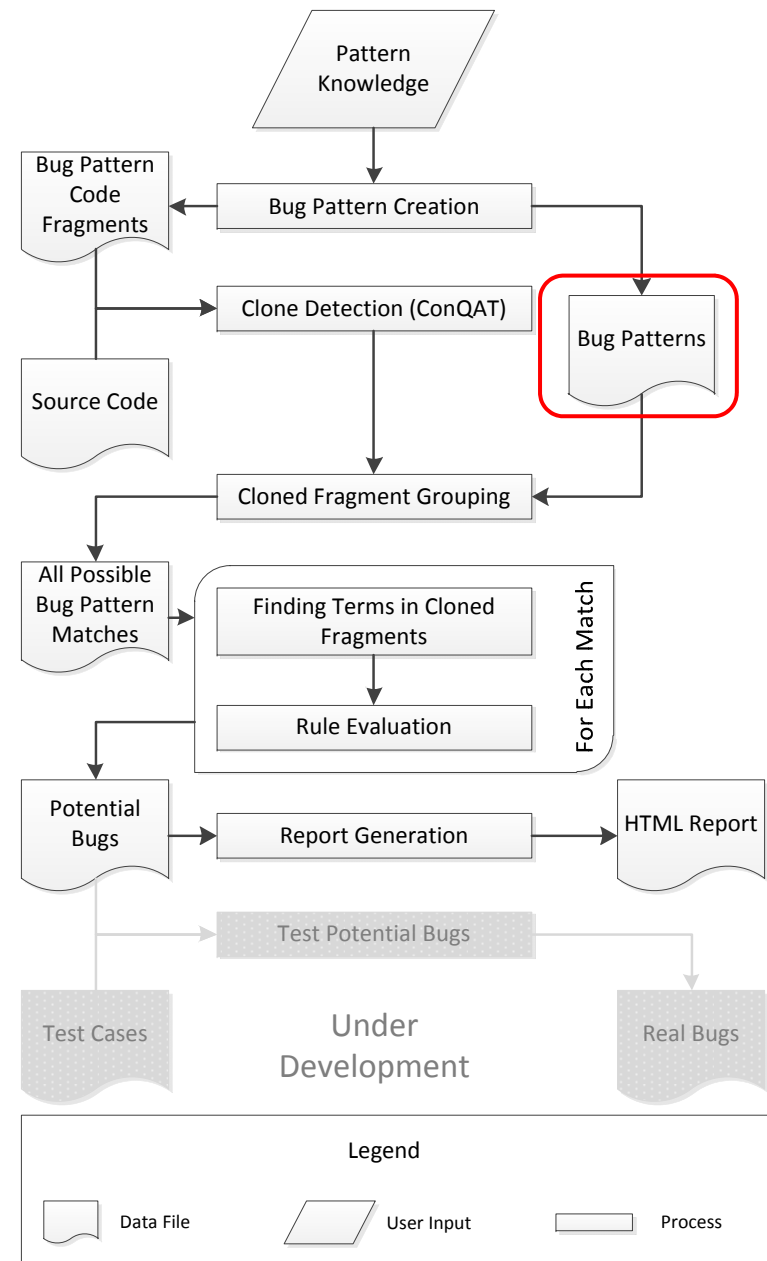 Pattern
Knowledge
Bug Pattern
Code
Fragments
Bug Pattern Creation
Clone Detection (ConQAT)
Bug Patterns
Source Code
Cloned Fragment Grouping
All Possible
Bug Pattern
Matches
Finding Terms in Cloned
Fragments
Rule Evaluation
For Each Match
Potential
Bugs
Report Generation
HTML Report
Test Potential Bugs
Test Cases
Under
Development
Real Bugs
Legend
Data File
User Input
Process